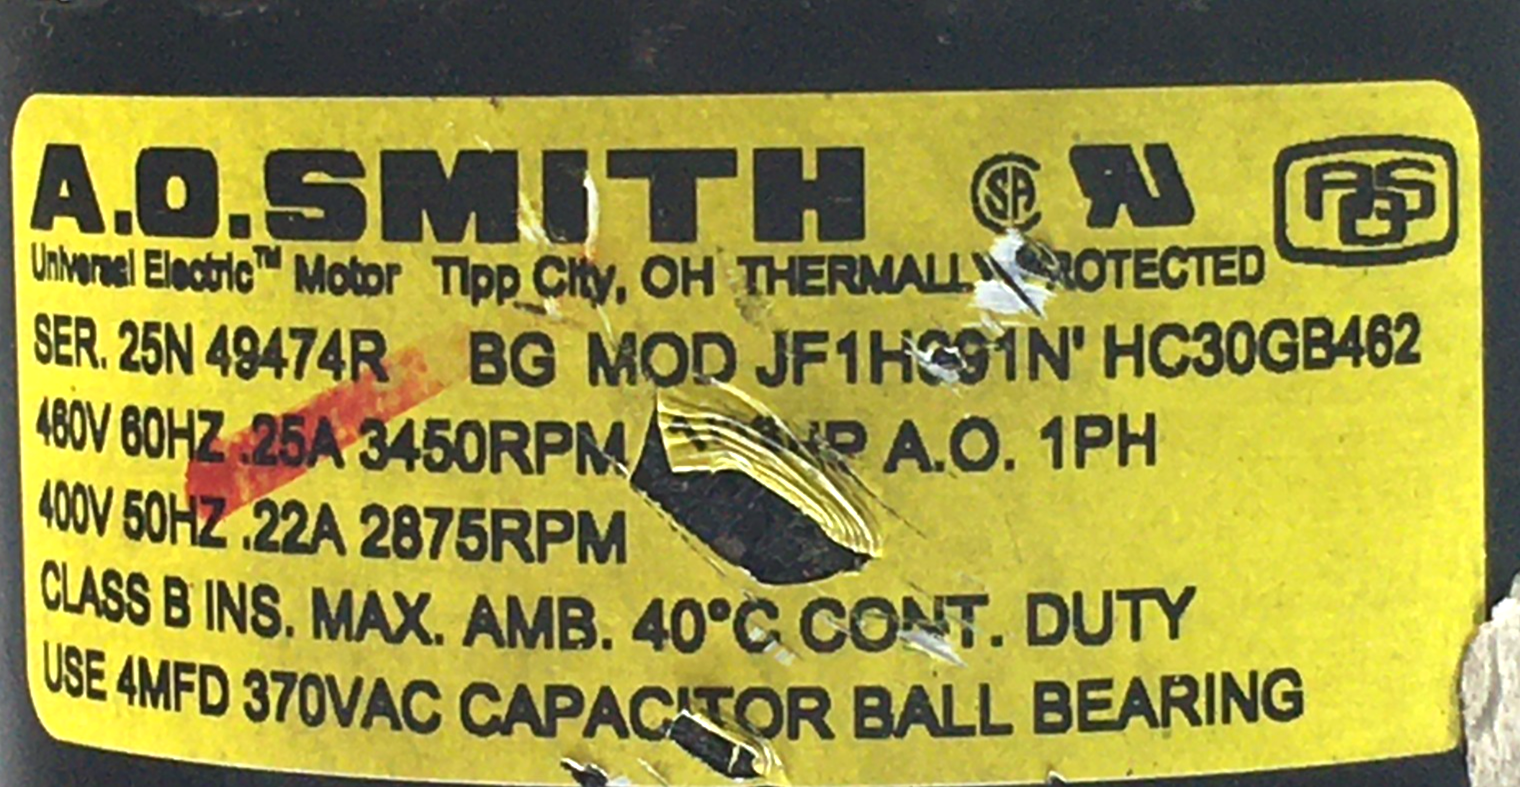 A.O.SMITH
Universal Electric™ Motor Tipp City, OH THERMALLY PROTECTED
SER. 25N 49474R BG MOD HC30GB462
460V 60HZ .25A 3450RPM A.O. 1PH
400V 50HZ .22A 2875RPM
CLASS B INS. MAX. AMB. 40°C CONT. DUTY
USE 4MFD 370VAC CAPACITOR BALL BEARING